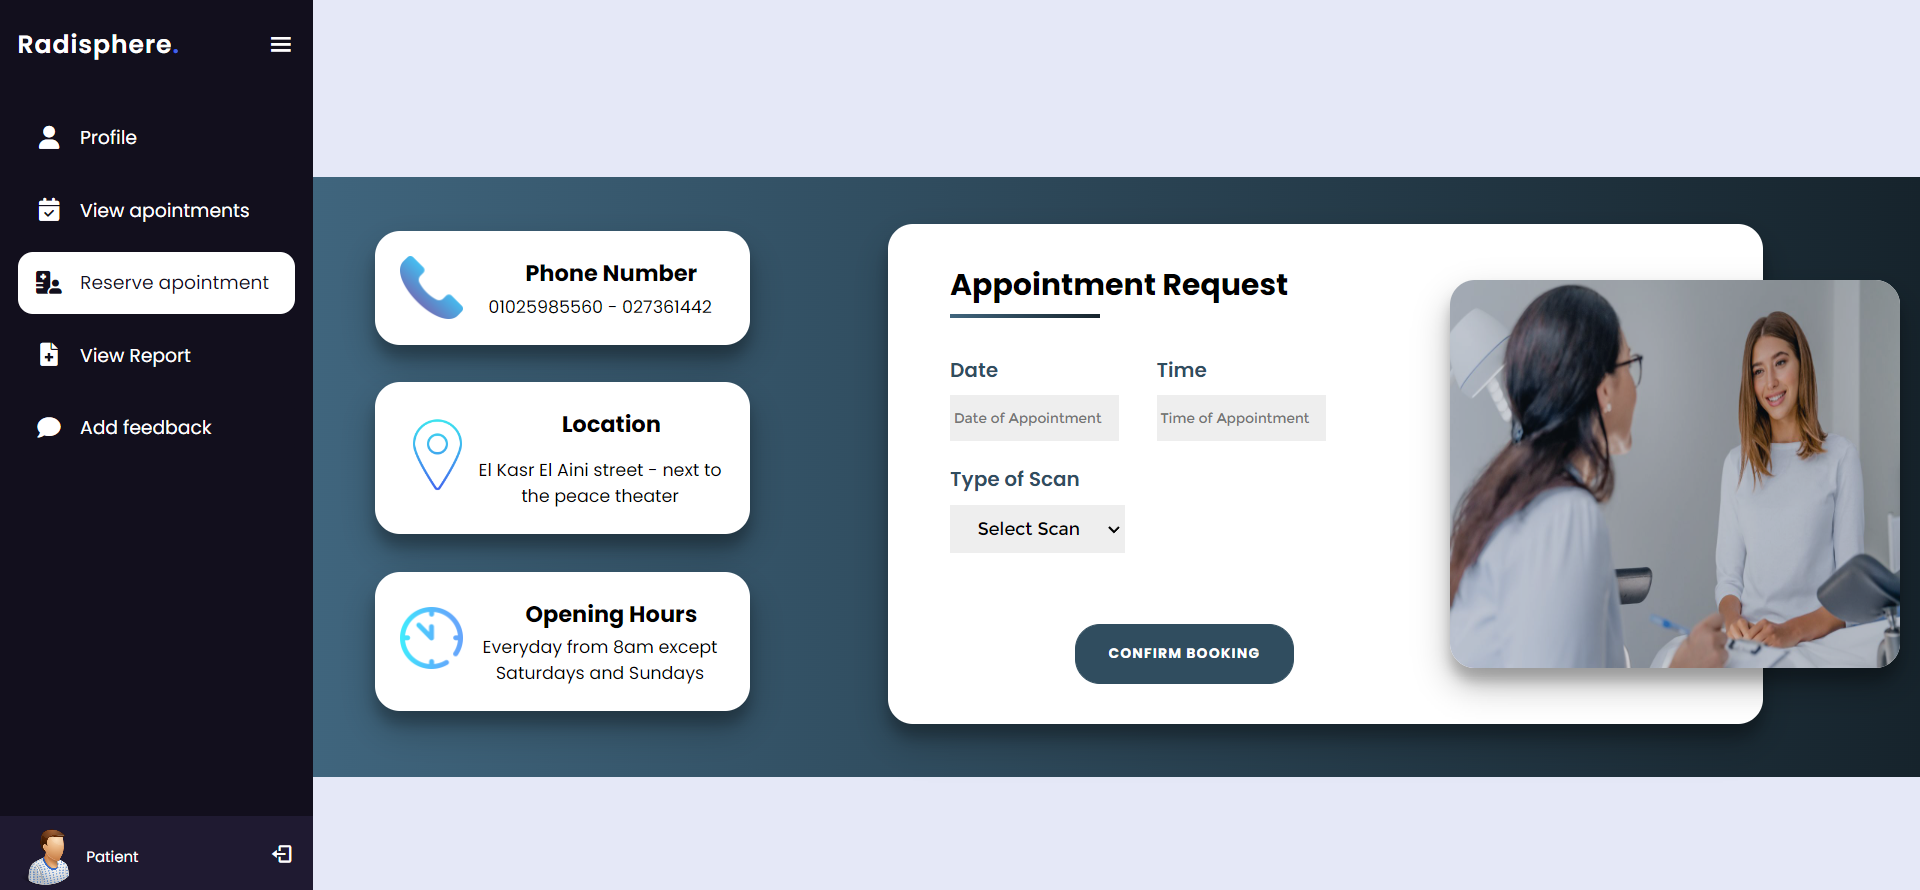 Radisphere.
Profile
View apointments
Reserve apointment
View Report
Add feedback
Patient
Phone Number
01025985560 - 027361442
Location
El Kasr El Aini street - next to
the peace theater
Opening Hours
Everyday from 8am except
Saturdays and Sundays
Appointment Request
Date
Time
Date of Appointment
Time of Appointment
Type of Scan
Select Scan
CONFIRM BOOKING